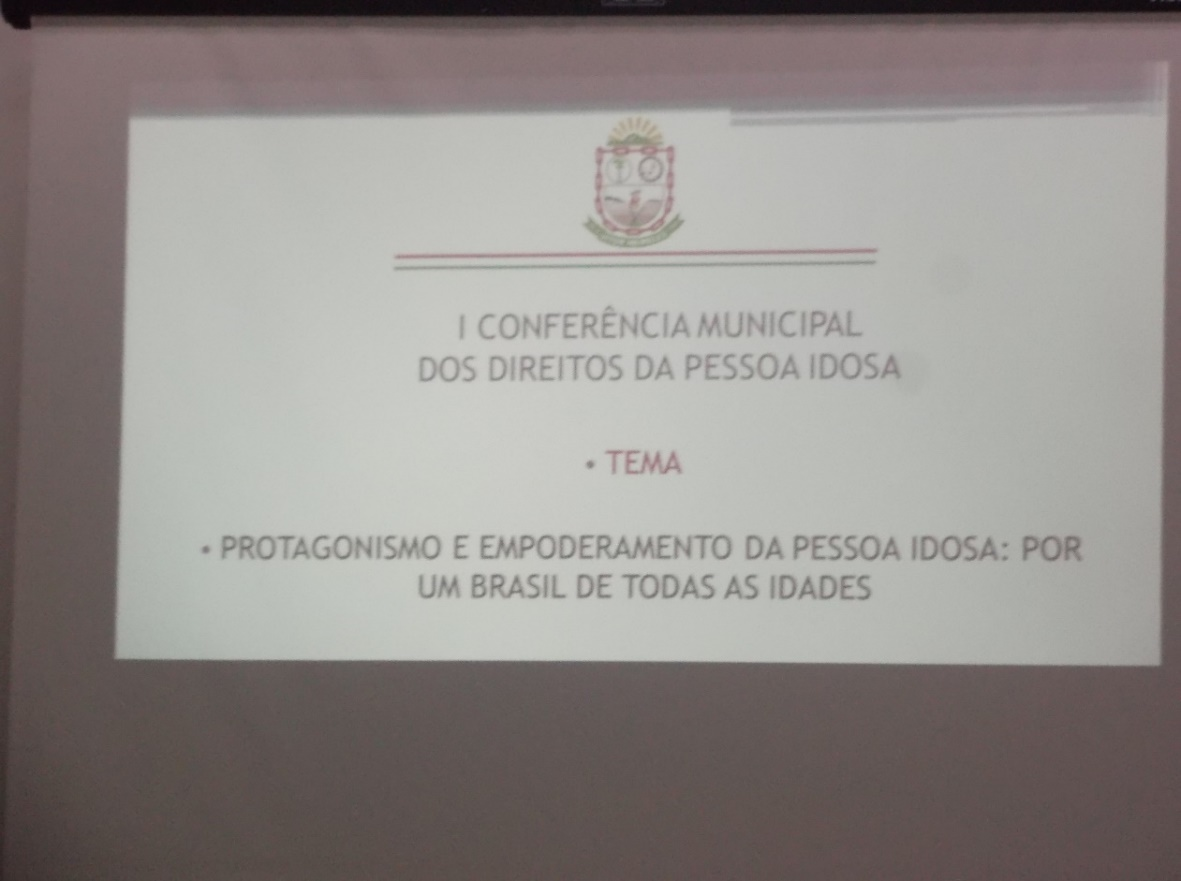 I CONFERÊNCIA MUNICIPAL
DOS DIREITOS DA PESSOA IDOSA
• TEMA
• PROTAGONISMO E EMPODERAMENTO DA PESSOA IDOSA: POR
UM BRASIL DE TODAS AS IDADES